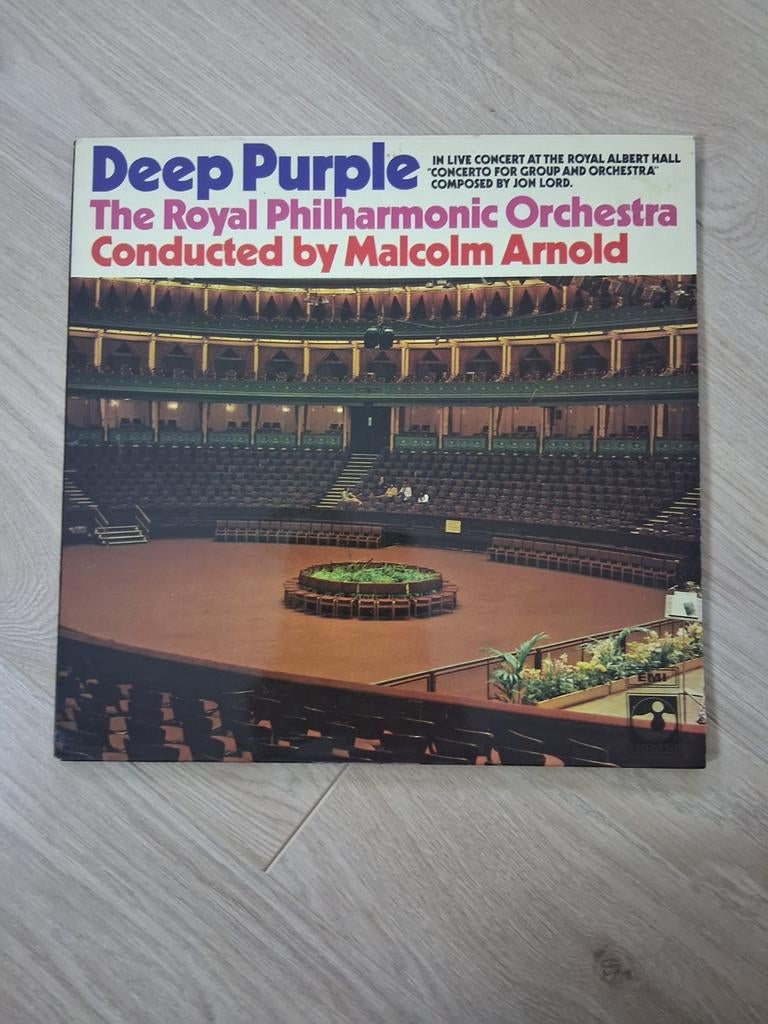 Deep Purple
IN LIVE CONCERT AT THE ROYAL ALBERT HALL
"CONCERTO FOR GROUP AND ORCHESTRA"
COMPOSED BY JON LORD.
The Royal Philharmonic Orchestra
Conducted by Malcolm Arnold
EMI